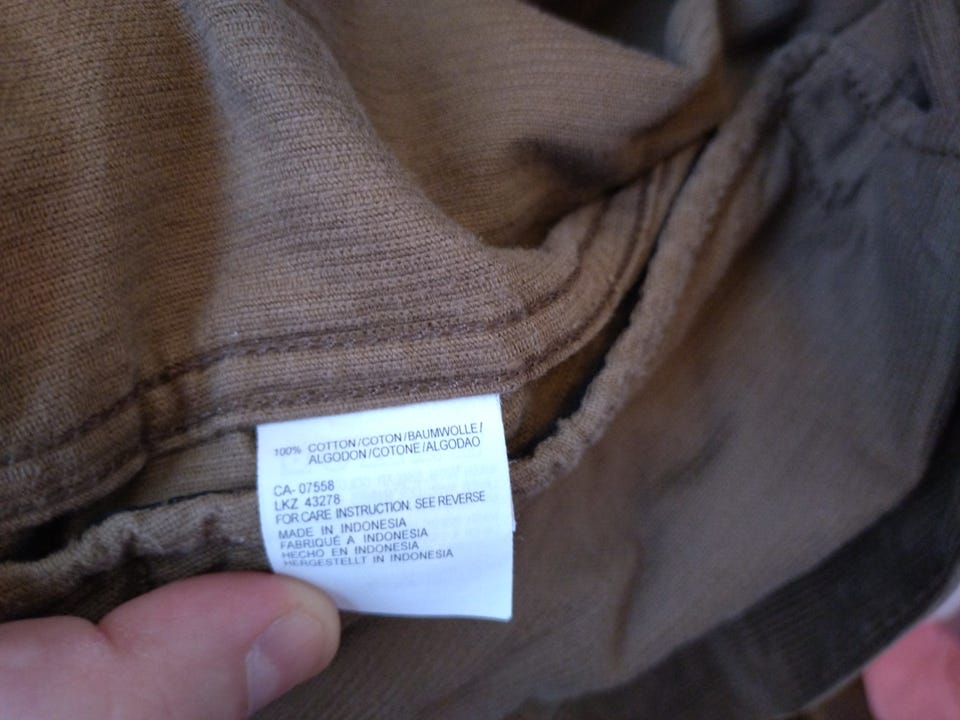 100% COTTON/COTON/BAUMWOLLE/
ALGODON/COTONE/ALGODAO
CA- 07558
LKZ 43278
FOR CARE INSTRUCTION. SEE REVERSE
MADE IN INDONESIA
FABRIQUÉ A INDONESIA
HECHO EN INDONESIA
HERGESTELLT IN INDONESIA